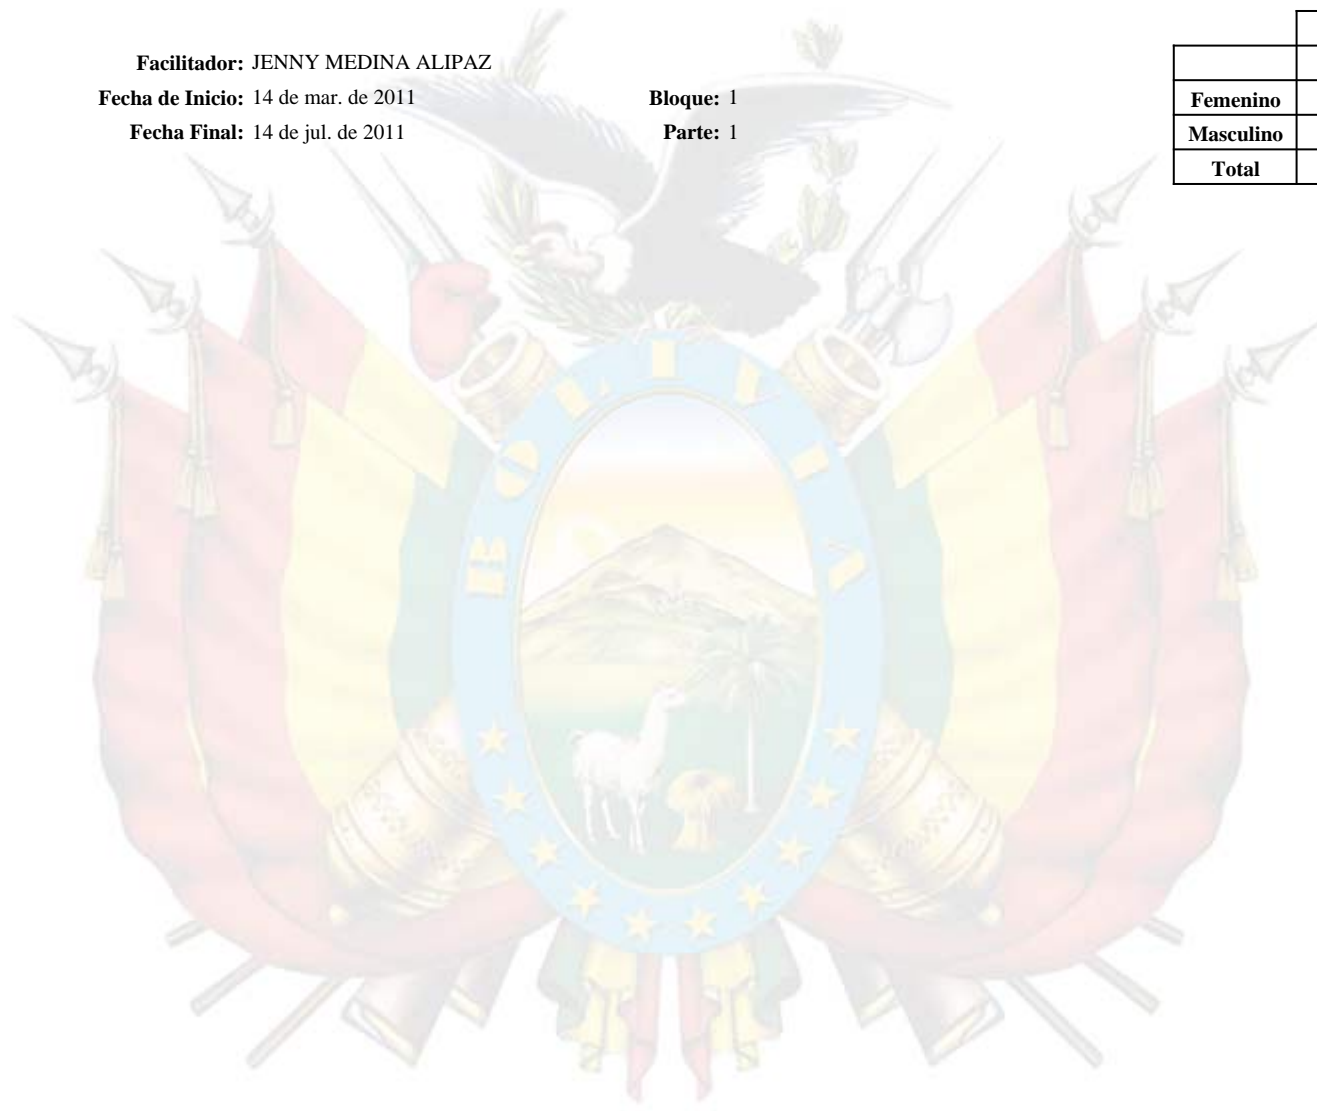 Facilitador: JENNY MEDINA ALIPAZ
Fecha de Inicio: 14 de mar. de 2011 Bloque: 1
Fecha Final: 14 de jul. de 2011 Parte: 1
Femenino
Masculino
Total
BOLIVIA